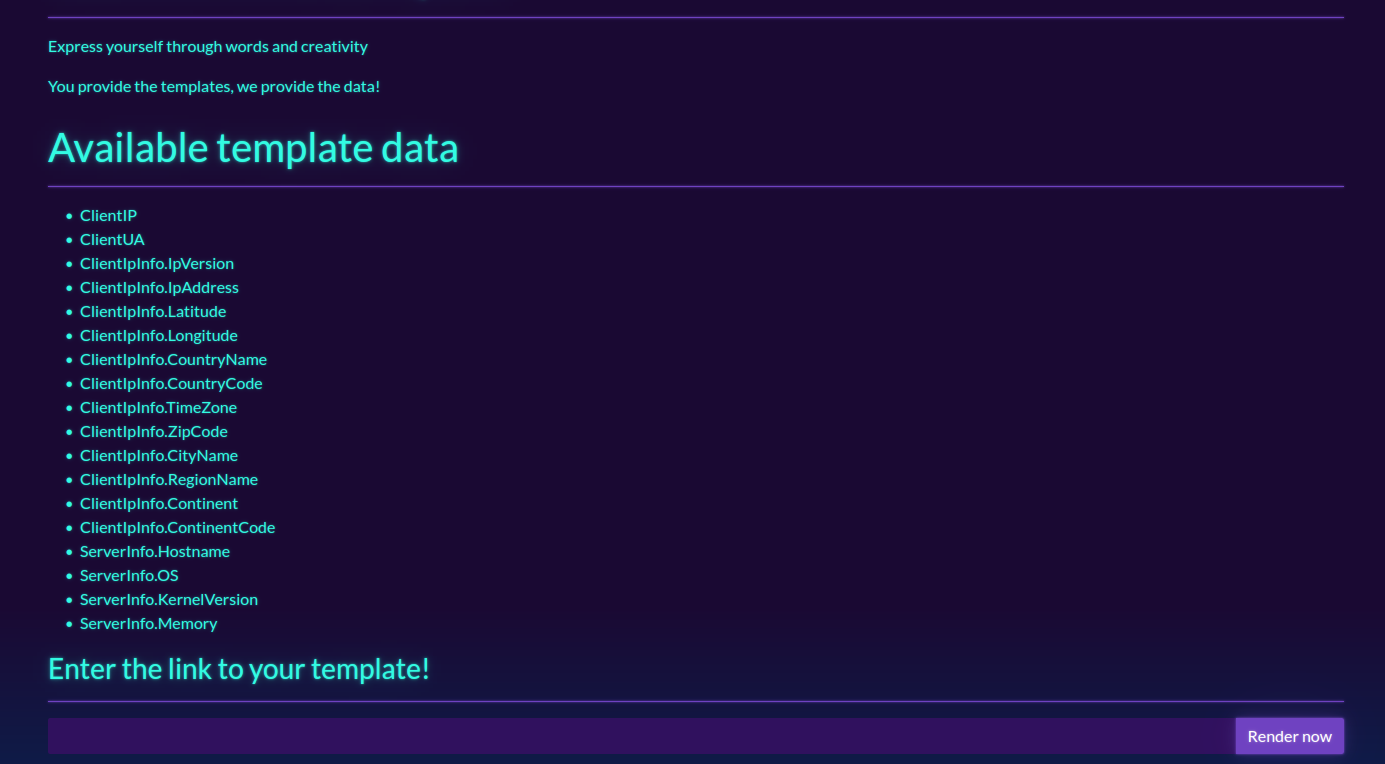 Express yourself through words and creativity
You provide the templates, we provide the data!
Available template data
ClientIP
ClientUA
ClientIpInfo.IpVersion
ClientIpInfo.IpAddress
ClientIpInfo.Latitude
ClientIpInfo.Longitude
ClientIpInfo.CountryName
ClientIpInfo.CountryCode
ClientIpInfo.TimeZone
ClientIpInfo.ZipCode
ClientIpInfo.CityName
ClientIpInfo.RegionName
ClientIpInfo.Continent
ClientIpInfo.ContinentCode
ServerInfo.Hostname
ServerInfo.OS
ServerInfo.KernelVersion
ServerInfo.Memory
Enter the link to your template!
Render now